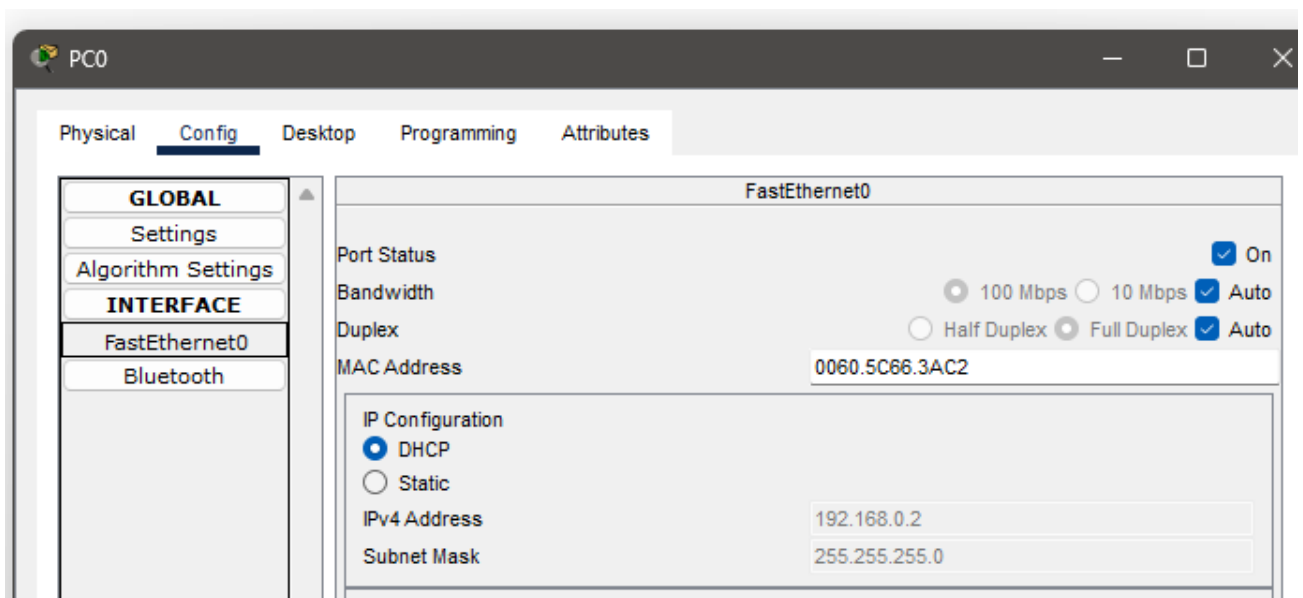 PC0
Physical Config Desktop Programming Attributes
GLOBAL
Settings
Algorithm Settings
INTERFACE
FastEthernet0
Bluetooth
FastEthernet0
Port Status On
Bandwidth 100 Mbps 10 Mbps Auto
Duplex Half Duplex Full Duplex Auto
MAC Address 0060.5C66.3AC2
IP Configuration
DHCP
Static
IPv4 Address 192.168.0.2
Subnet Mask 255.255.255.0